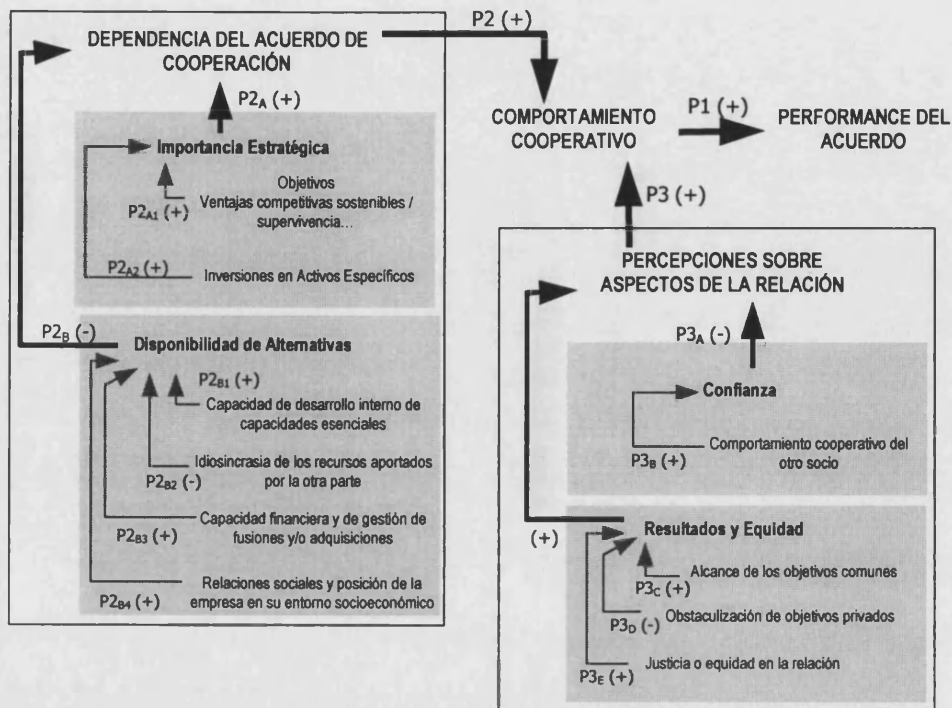 P2 (+)
DEPENDENCIA DEL ACUERDO DE
COOPERACIÓN
P2A (+)
Importancia Estratégica
Objetivos
Ventajas competitivas sostenibles /
supervivencia...
P2A1 (+)
P2A2 (+)
Inversiones en Activos Específicos
P2B (-)
Disponibilidad de Alternativas
P2B1 (+)
Capacidad de desarrollo interno de
capacidades esenciales
Idiosincrasia de los recursos aportados
por la otra parte
P2B2 (-)
Capacidad financiera y de gestión de
fusiones y/o adquisiciones
P2B3 (+)
Relaciones sociales y posición de la
empresa en su entorno socioeconómico
P2B4 (+)
COMPORTAMIENTO
COOPERATIVO
P1 (+)
PERFORMANCE DEL
ACUERDO
P3 (+)
PERCEPCIONES SOBRE
ASPECTOS DE LA RELACIÓN
P3A (-)
Confianza
Comportamiento cooperativo del
otro socio
P3B (+)
(+)
Resultados y Equidad
Alcance de los objetivos comunes
P3C (+)
Obstaculización de objetivos privados
P3D (-)
Justicia o equidad en la relación
P3E (+)